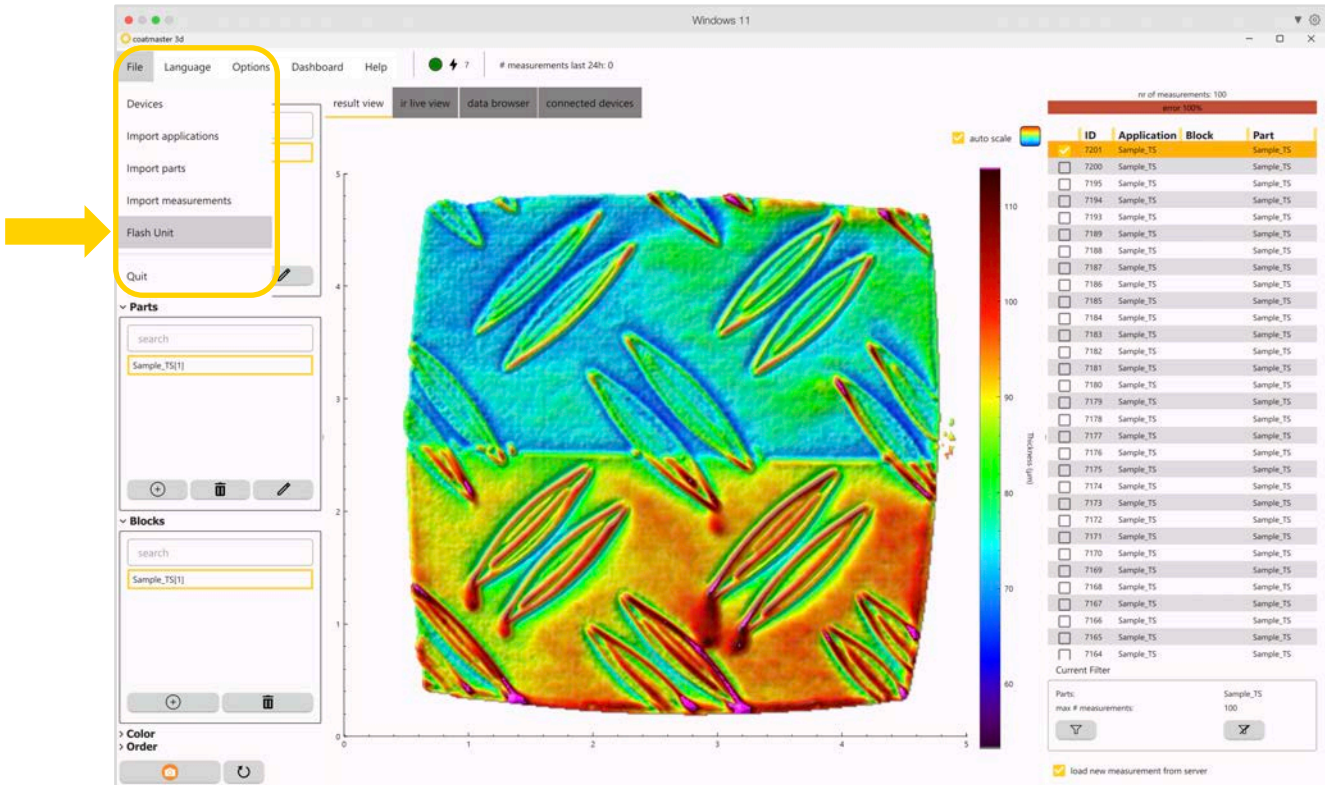 Windows 11
coatmaster 3d
File Language Options Dashboard Help 7 # measurements last 24h: 0
Devices
Import applications
Import parts
Import measurements
Flash Unit
Quit
Parts
search
Sample_TS[1]
Blocks
search
Sample_TS[1]
Color
Order
result view ir live view data browser connected devices
auto scale
5
4
3
2
1
0
0 1 2 3 4 5
110
100
90
80
70
60
Thickness (µm)
nr of measurements: 100
error 100%
ID Application Block Part
7201 Sample_TS Sample_TS
7200 Sample_TS Sample_TS
7195 Sample_TS Sample_TS
7194 Sample_TS Sample_TS
7193 Sample_TS Sample_TS
7189 Sample_TS Sample_TS
7188 Sample_TS Sample_TS
7187 Sample_TS Sample_TS
7186 Sample_TS Sample_TS
7185 Sample_TS Sample_TS
7184 Sample_TS Sample_TS
7183 Sample_TS Sample_TS
7182 Sample_TS Sample_TS
7181 Sample_TS Sample_TS
7180 Sample_TS Sample_TS
7179 Sample_TS Sample_TS
7178 Sample_TS Sample_TS
7177 Sample_TS Sample_TS
7176 Sample_TS Sample_TS
7175 Sample_TS Sample_TS
7174 Sample_TS Sample_TS
7173 Sample_TS Sample_TS
7172 Sample_TS Sample_TS
7171 Sample_TS Sample_TS
7170 Sample_TS Sample_TS
7169 Sample_TS Sample_TS
7168 Sample_TS Sample_TS
7167 Sample_TS Sample_TS
7166 Sample_TS Sample_TS
7165 Sample_TS Sample_TS
7164 Sample_TS Sample_TS
Current Filter
Parts: Sample_TS
max # measurements: 100
load new measurement from server